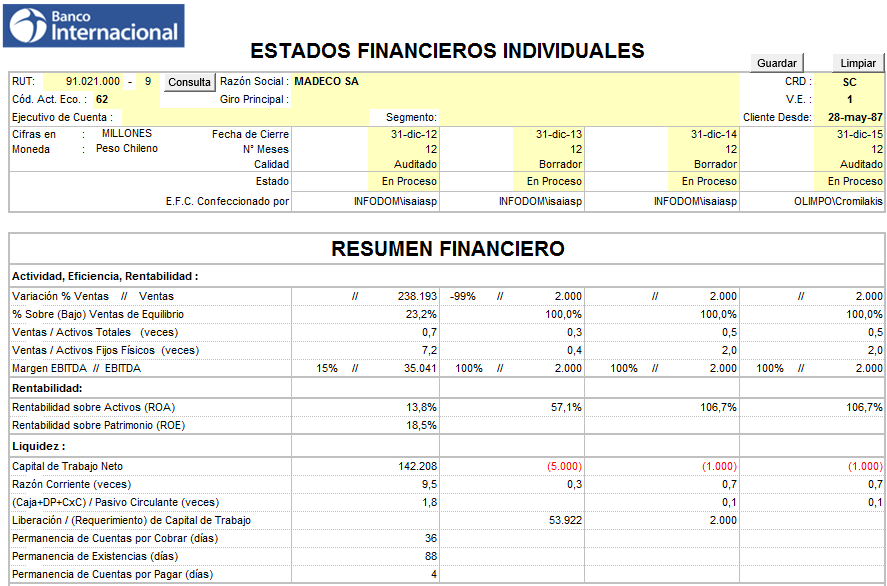 Banco
Internacional
ESTADOS FINANCIEROS INDIVIDUALES
Guardar Limpiar
RUT: 91.021.000 - 9 Consulta Razón Social : MADECO SA CRD : SC
Cód. Act. Eco. : 62 Giro Principal : V.E. : 1
Ejecutivo de Cuenta : Segmento: Cliente Desde: 28-may-87
Cifras en : MILLONES Fecha de Cierre 31-dic-12 31-dic-13 31-dic-14 31-dic-15
Moneda : Peso Chileno N° Meses 12 12 12 12
Calidad Auditado Borrador Borrador Auditado
Estado En Proceso En Proceso En Proceso En Proceso
E.F.C. Confeccionado por INFODOM\isaiasp INFODOM\isaiasp INFODOM\isaiasp OLIMPO\Cromilakis
RESUMEN FINANCIERO
Actividad, Eficiencia, Rentabilidad :
Variación % Ventas // Ventas // 238.193 -99% // 2.000 // 2.000 // 2.000
% Sobre (Bajo) Ventas de Equilibrio 23,2% 100,0% 100,0% 100,0%
Ventas / Activos Totales (veces) 0,7 0,3 0,5 0,5
Ventas / Activos Fijos Físicos (veces) 7,2 0,4 2,0 2,0
Margen EBITDA // EBITDA 15% // 35.041 100% // 2.000 100% // 2.000 100% // 2.000
Rentabilidad:
Rentabilidad sobre Activos (ROA) 13,8% 57,1% 106,7% 106,7%
Rentabilidad sobre Patrimonio (ROE) 18,5%
Liquidez :
Capital de Trabajo Neto 142.208 (5.000) (1.000) (1.000)
Razón Corriente (veces) 9,5 0,3 0,7 0,7
(Caja+DP+CxC) / Pasivo Circulante (veces) 1,8 0,1 0,1
Liberación / (Requerimiento) de Capital de Trabajo 53.922 2.000
Permanencia de Cuentas por Cobrar (días) 36
Permanencia de Existencias (días) 88
Permanencia de Cuentas por Pagar (días) 4